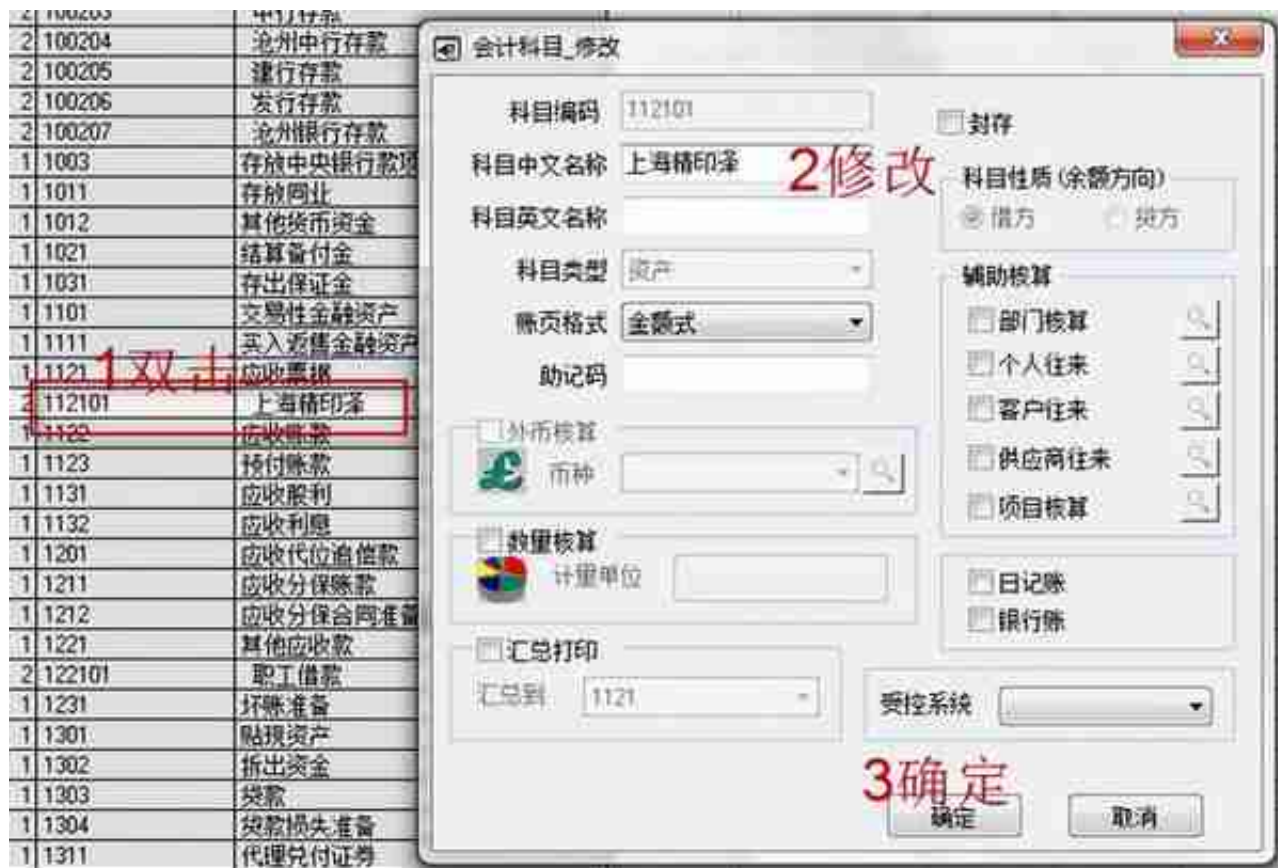 2 100203 中行存款
2 100204 沧州中行存款
2 100205 建行存款
2 100206 发行存款
2 100207 沧州银行存款
1 1003 存放中央银行款项
1 1011 存放同业
1 1012 其他货币资金
1 1021 结算备付金
1 1031 存出保证金
1 1101 交易性金融资产
1 1111 买入返售金融资产
1 1121 应收票据
1双击
2 112101 上海精印泽
1 1122 应收账款
1 1123 预付账款
1 1131 应收股利
1 1132 应收利息
1 1201 应收代位追偿款
1 1211 应收分保账款
1 1212 应收分保合同准备
1 1221 其他应收款
2 122101 职工借款
1 1231 坏账准备
1 1301 贴现资产
1 1302 拆出资金
1 1303 贷款
1 1304 贷款损失准备
1 1311 代理兑付证券
会计科目_修改
科目编码 112101
科目中文名称 上海精印泽
2修改
科目英文名称
科目类型 资产
账页格式 金额式
助记码
外币核算
币种
数量核算
计量单位
汇总打印
汇总到 1121
封存
科目性质(余额方向)
借方 贷方
辅助核算
部门核算
个人往来
客户往来
供应商往来
项目核算
日记账
银行账
受控系统
3确定
确定 取消